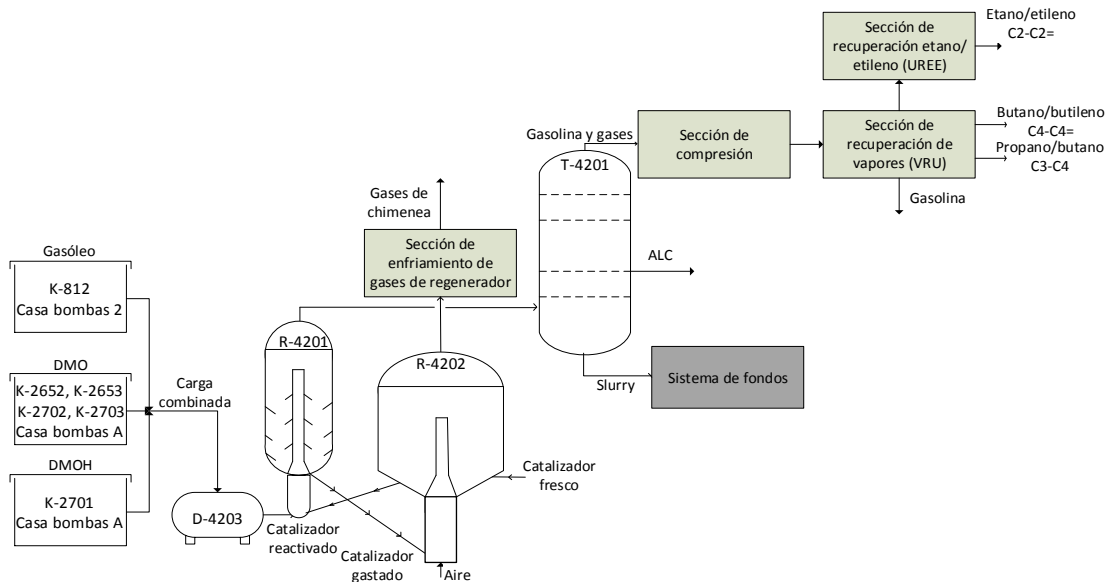 Etano/etileno
C2-C2=
Sección de
recuperación etano/
etileno (UREE)
Butano/butileno
C4-C4=
Propano/butano
C3-C4
Sección de
recuperación de
vapores (VRU)
Gasolina
Gasolina y gases
Sección de
compresión
T-4201
Gases de
chimenea
Sección de
enfriamiento de
gases de regenerador
ALC
Gasóleo
K-812
Casa bombas 2
R-4201
R-4202
DMO
K-2652, K-2653
K-2702, K-2703
Casa bombas A
Carga
combinada
Slurry
Sistema de fondos
DMOH
K-2701
Casa bombas A
D-4203
Catalizador
fresco
Catalizador
reactivado
Catalizador
gastado
Aire